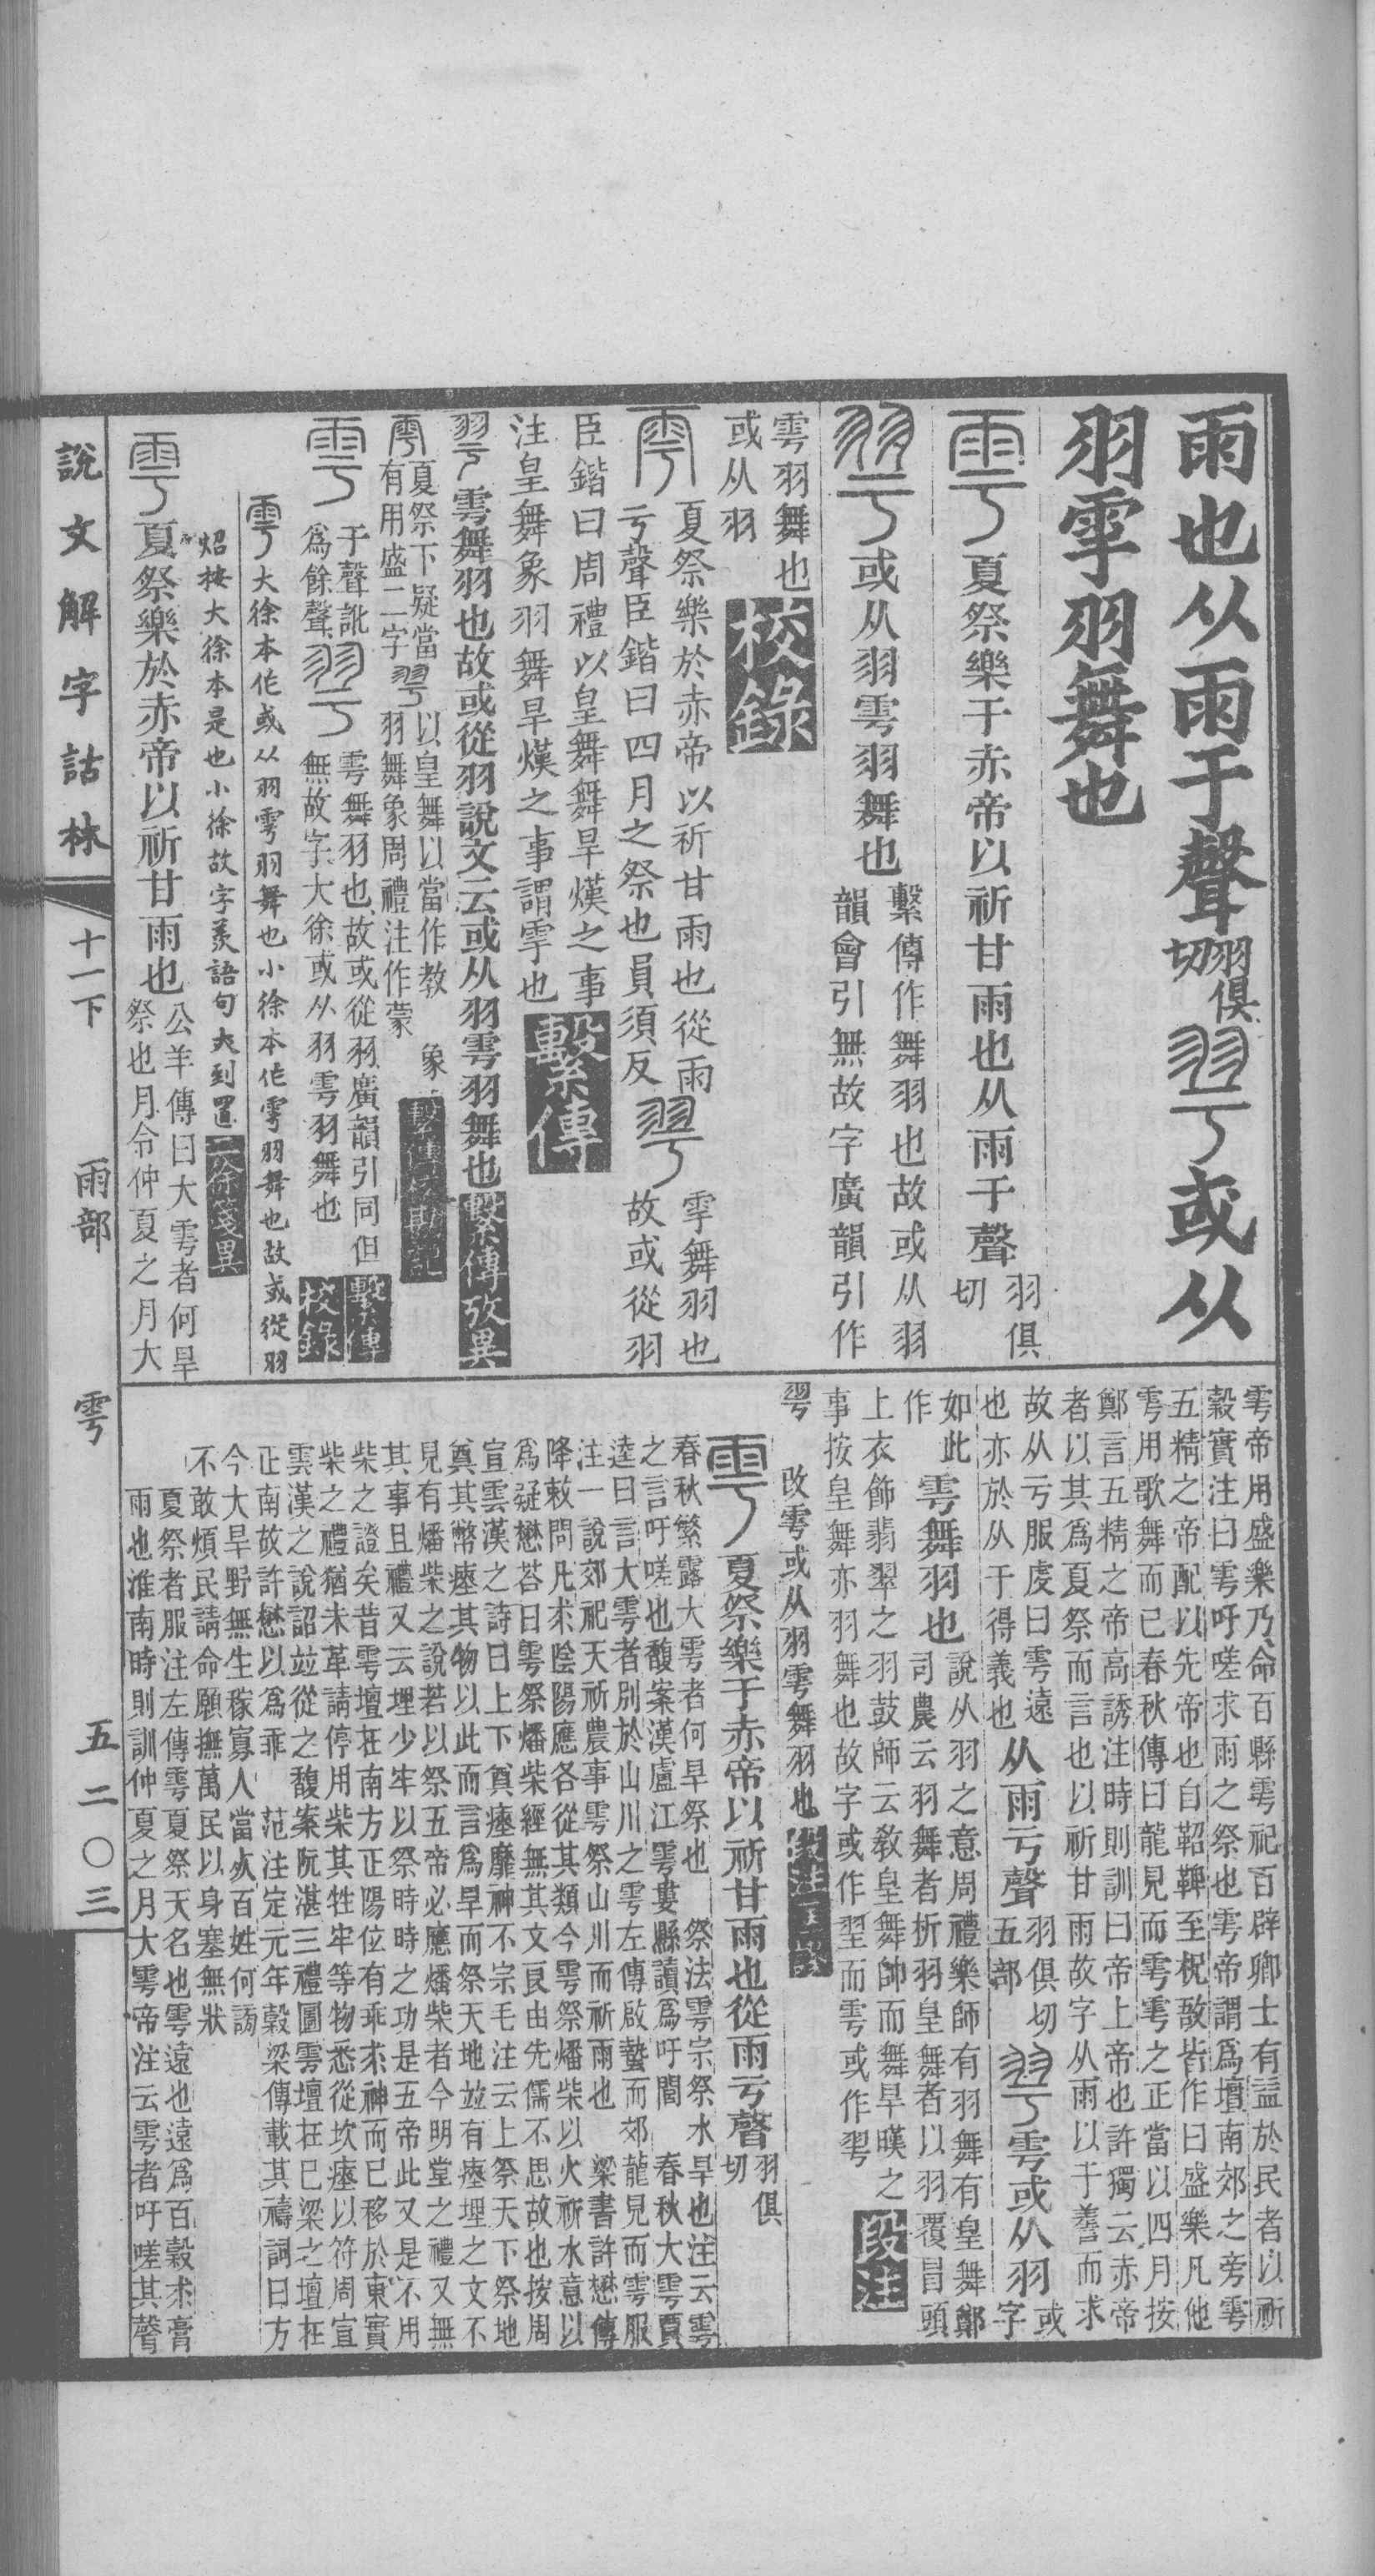 雨也从雨于聲羽俱切𦏻或从
羽雩羽舞也
雩夏祭樂于赤帝以祈甘雨也从雨于聲羽俱切
𦏻或从羽雩羽舞也繫傳作舞羽也故或从羽
韻會引無故字廣韻引作
雩羽舞也
或从羽校錄
雩夏祭樂於赤帝以祈甘雨也從雨
亏聲臣鍇曰四月之祭也員須反𦏻雩舞羽也
故或從羽
臣鍇曰周禮以皇舞舞旱熯之事
注皇舞象羽舞旱熯之事謂雩也繫傳
𦏻雩舞羽也故或從羽說文云或从羽雩羽舞也繫傳攷異
雩夏祭下疑當
有用盛二字𦏻以皇舞以當作教
羽舞象周禮注作蒙象
雩于聲訛
爲餘聲𦏻雩舞羽也故或從羽廣韻引同但
無故字大徐或从羽雩羽舞也繫傳校錄
雩大徐本作或从羽雩羽舞也小徐本作雩羽舞也故或從羽
炤按大徐本是也小徐故字羨語句大到置二徐箋異
雩夏祭樂於赤帝以祈甘雨也公羊傳曰大雩者何旱
祭也月令仲夏之月大
雩帝用盛樂乃命百縣雩祀百辟卿士有益於民者以祈
穀實注曰雩吁嗟求雨之祭也雩帝謂爲壇南郊之旁雩
五精之帝配以先帝也自鞀鞞至柷敔皆作曰盛樂凡他
雩用歌舞而已春秋傳曰龍見而雩雩之正當以四月按
鄭言五精之帝高誘注時則訓曰帝上帝也許獨云赤帝
者以其爲夏祭而言也以祈甘雨故字从雨以于𧬸而求
故从亏服虔曰雩遠
也亦於从于得義也从雨亏聲羽俱切
五部𦏻雩或从羽或
字
如此雩舞羽也說从羽之意周禮樂師有羽舞有皇舞鄭
作司農云羽舞者析羽皇舞者以羽覆冒頭
上衣飾翡翠之羽鼓師云教皇舞帥而舞旱暵之
事按皇舞亦羽舞也故字或作𦏵而雩或作𦏻段注
𦏻改雩或从羽雩舞羽也
雩夏祭樂于赤帝以祈甘雨也從雨亏聲羽俱
切
春秋繁露大雩者何旱祭也祭法雩宗祭水旱也注云雩
之言吁嗟也馥案漢廬江雩婁縣讀爲吁閭春秋大雩賈
逵曰言大雩者別於山川之雩左傳啟蟄而郊龍見而雩服
注一說郊祀天祈農事雩祭山川而祈雨也梁書許懋傳
降敕問凡求陰陽應各從其類今雩祭燔柴以火祈水意以
爲疑懋荅曰雩祭燔柴經無其文良由先儒不思故也按周
宣雲漢之詩曰上下奠瘞靡神不宗毛注云上祭天下祭地
奠其幣瘞其物以此而言爲旱而祭天地竝有瘞埋之文不
見有燔柴之說若以祭五帝必應燔柴者今明堂之禮又無
其事且禮又云埋少牢以祭時時之功是五帝此又是不用
柴之證矣昔雩壇在南方正陽位有乖求神而已移於東實
柴之禮猶未革請停用柴其牲牢等物悉從坎瘞以符周宣
雲漢之說詔竝從之馥案阮湛三禮圖雩壇在巳梁之壇在
正南故許懋以爲乖范注定元年穀梁傳載其禱詞曰方
今大旱野無生稼寡人當死百姓何謗
不敢煩民請命願撫萬民以身塞無狀
夏祭者服注左傳雩夏祭天名也雩遠也遠爲百穀求膏
雨也淮南時則訓仲夏之月大雩帝注云雩者吁嗟其聲
說文解字詁林　十一下　雨部　雩　五二〇三